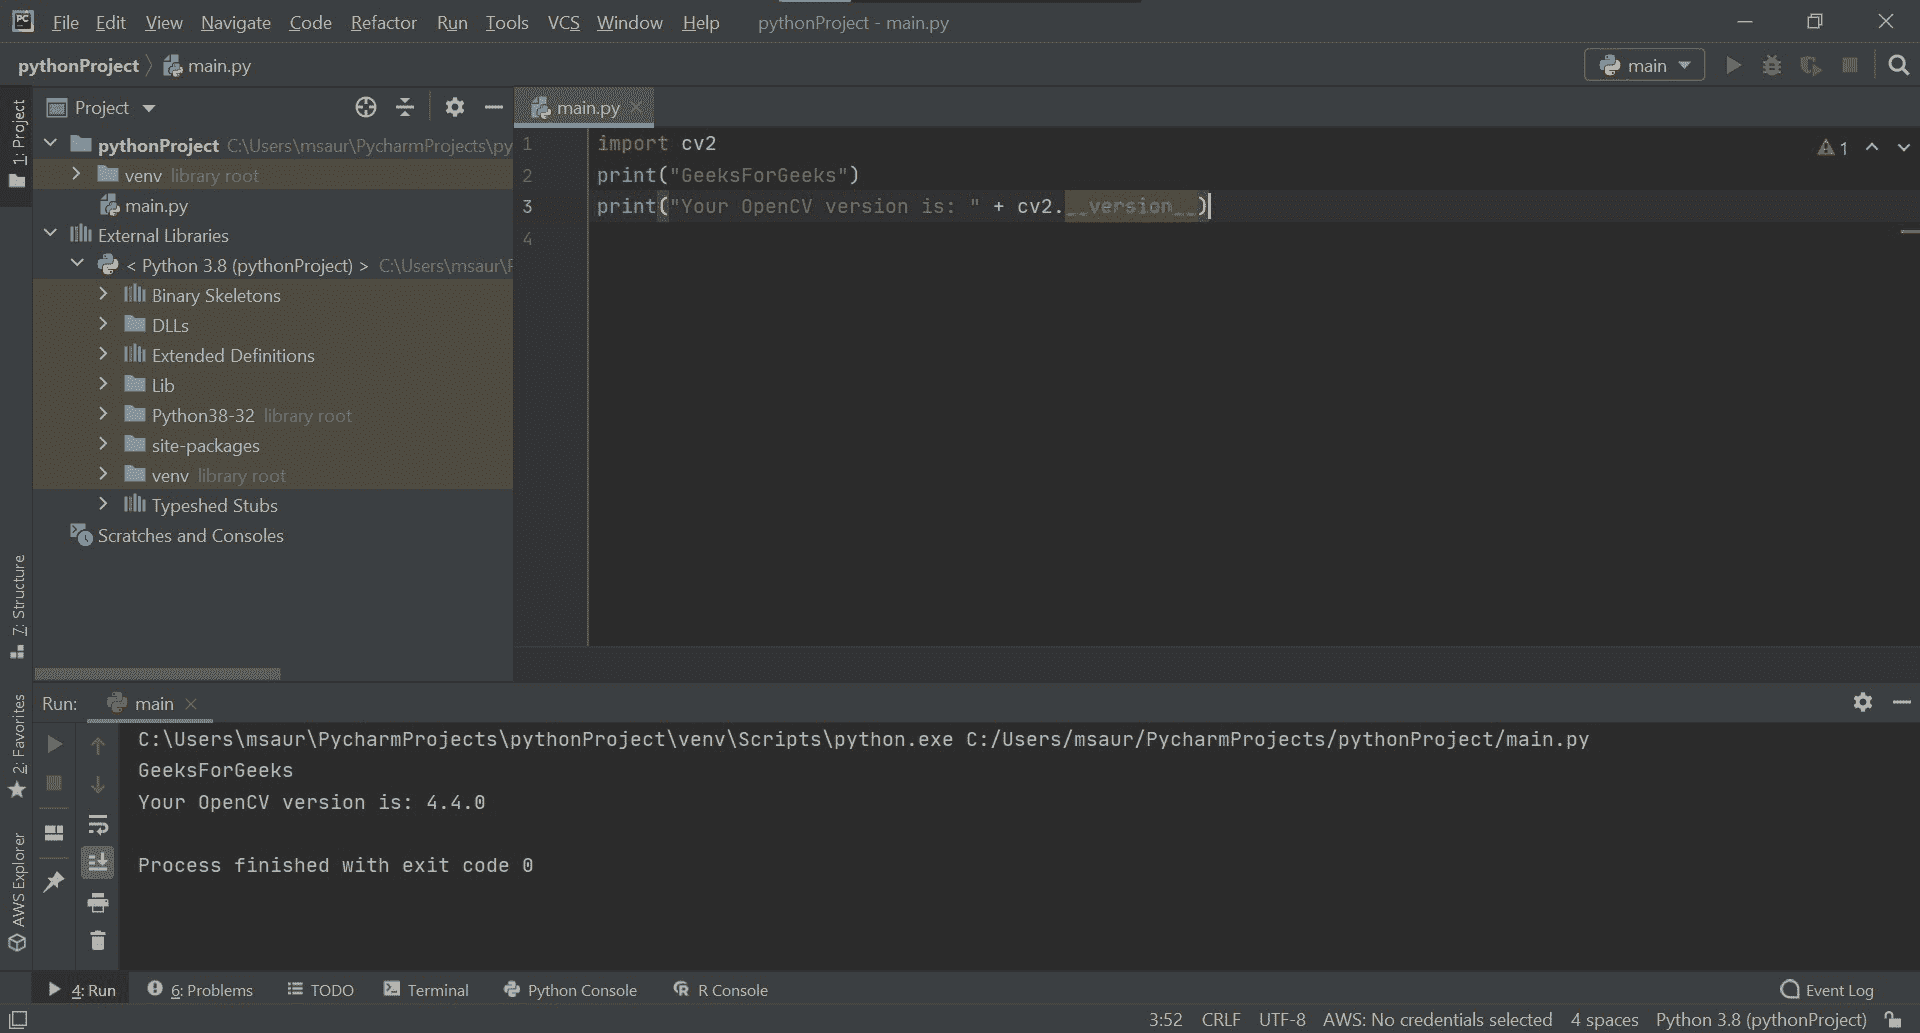 File Edit View Navigate Code Refactor Run Tools VCS Window Help pythonProject - main.py
pythonProject main.py main
1: Project
Project
main.py
pythonProject C:\Users\msaur\PycharmProjects\py
venv library root
main.py
External Libraries
< Python 3.8 (pythonProject) > C:\Users\msaur\P
Binary Skeletons
DLLs
Extended Definitions
Lib
Python38-32 library root
site-packages
venv library root
Typeshed Stubs
Scratches and Consoles
1 import cv2
2 print("GeeksForGeeks")
3 print("Your OpenCV version is: " + cv2.__version__)
4
1
7: Structure
2: Favorites
AWS Explorer
Run: main
C:\Users\msaur\PycharmProjects\pythonProject\venv\Scripts\python.exe C:/Users/msaur/PycharmProjects/pythonProject/main.py
GeeksForGeeks
Your OpenCV version is: 4.4.0
Process finished with exit code 0
4: Run 6: Problems TODO Terminal Python Console R Console Event Log
3:52 CRLF UTF-8 AWS: No credentials selected 4 spaces Python 3.8 (pythonProject)